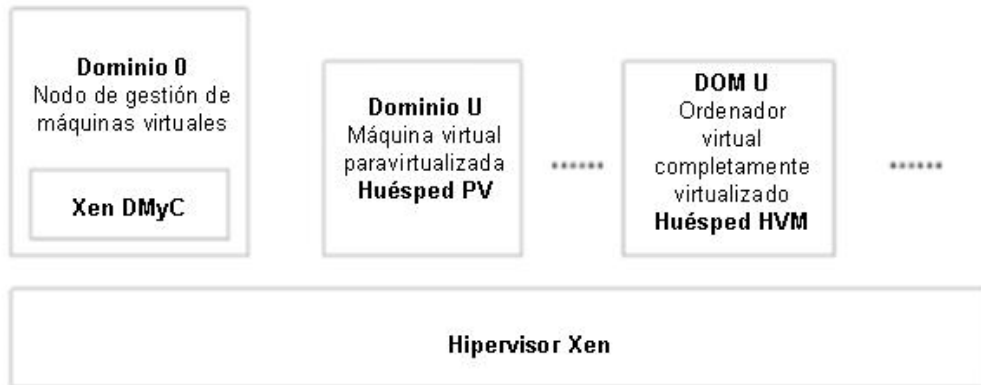 Dominio 0
Nodo de gestión de
máquinas virtuales
Xen DMyC
Dominio U
Máquina virtual
paravirtualizada
Huésped PV
......
DOM U
Ordenador
virtual
completamente
virtualizado
Huésped HVM
......
Hipervisor Xen